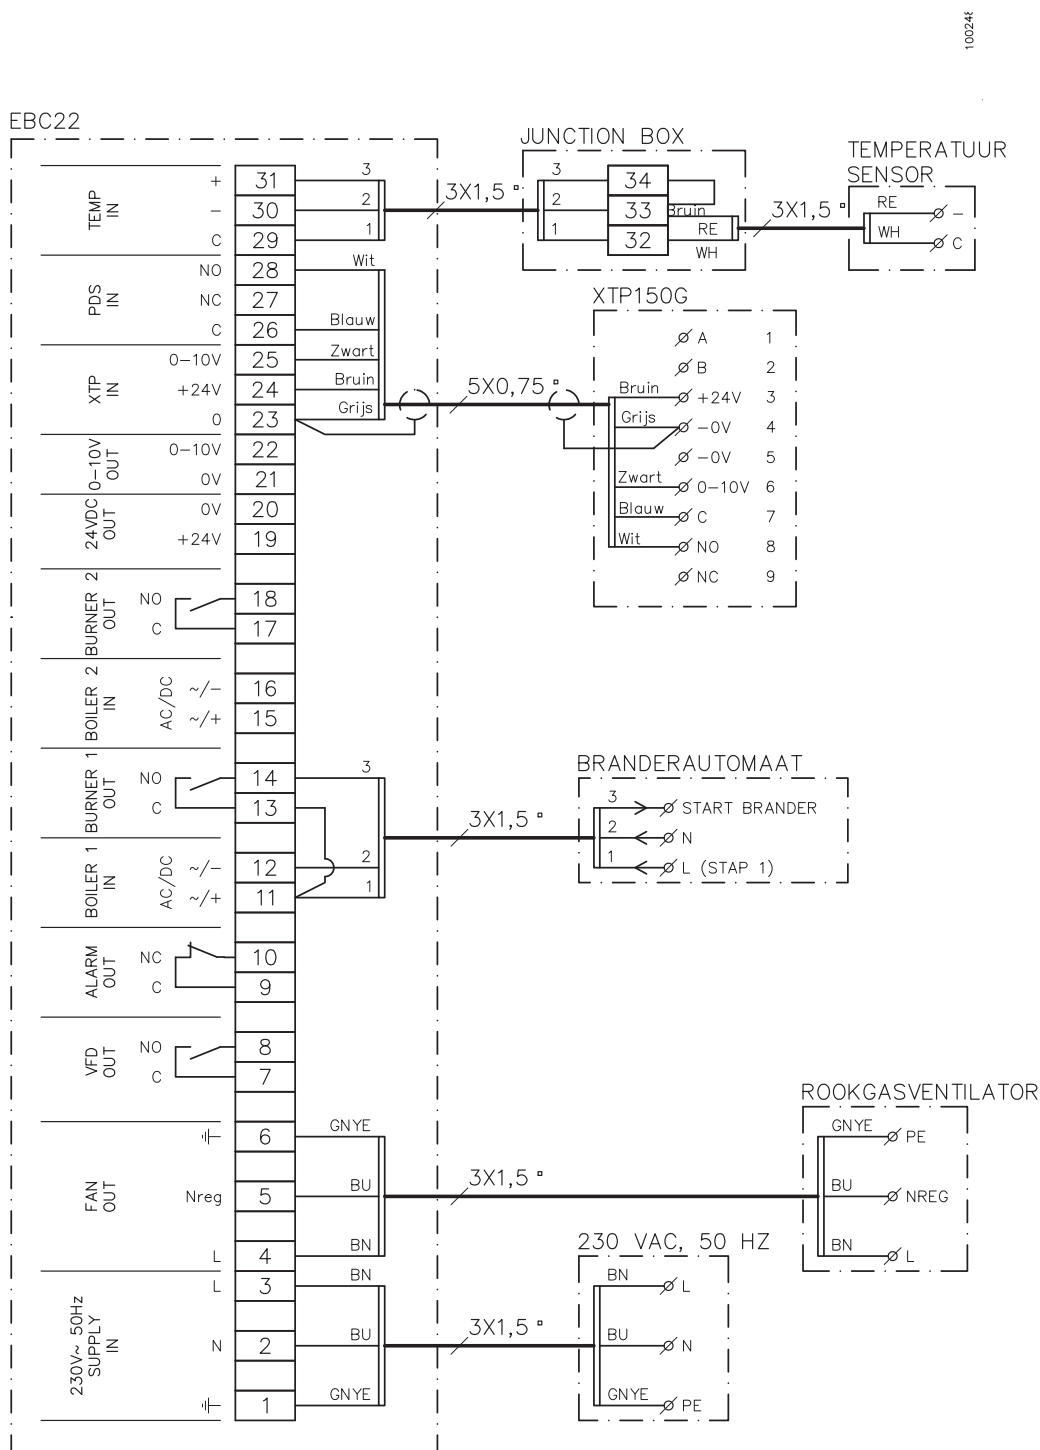 10024
EBC22
JUNCTION BOX
TEMPERATUUR
SENSOR
TEMP
IN
+ 31 3
- 30 2
C 29 1
3X1,5 ▫
3 34
2 33 Bruin
1 32 RE
WH
3X1,5 ▫
RE -
WH C
PDS
IN
NO 28 Wit
NC 27
C 26 Blauw
XTP
IN
0-10V 25 Zwart
+24V 24 Bruin
0 23 Grijs
5X0,75 ▫
XTP150G
A 1
B 2
Bruin +24V 3
Grijs -0V 4
-0V 5
Zwart 0-10V 6
Blauw C 7
Wit NO 8
NC 9
0-10V
OUT
0-10V 22
0V 21
24VDC
OUT
0V 20
+24V 19
BURNER 2
OUT
NO 18
C 17
BOILER 2
IN
AC/DC
~/- 16
~/+ 15
BURNER 1
OUT
NO 14 3
C 13
BOILER 1
IN
AC/DC
~/- 12 2
~/+ 11 1
3X1,5 ▫
BRANDERAUTOMAAT
3 START BRANDER
2 N
1 L (STAP 1)
ALARM
OUT
NC 10
C 9
VFD
OUT
NO 8
C 7
FAN
OUT
6 GNYE
Nreg 5 BU
L 4 BN
3X1,5 ▫
ROOKGASVENTILATOR
GNYE PE
BU NREG
BN L
230V~ 50Hz
SUPPLY
IN
L 3 BN
N 2 BU
1 GNYE
3X1,5 ▫
230 VAC, 50 HZ
BN L
BU N
GNYE PE